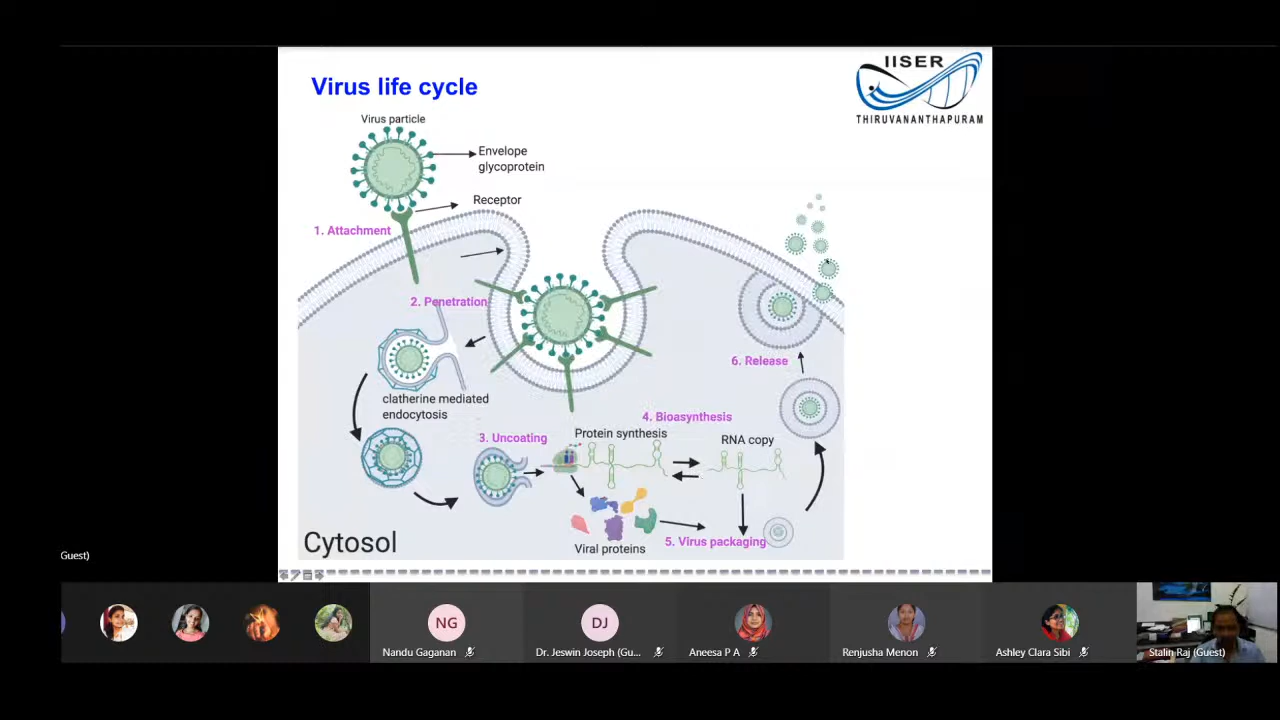 IISER
THIRUVANANTHAPURAM
Virus life cycle
Virus particle
Envelope
glycoprotein
Receptor
1. Attachment
2. Penetration
clatherine mediated
endocytosis
3. Uncoating
4. Bioasynthesis
Protein synthesis
RNA copy
Viral proteins
5. Virus packaging
6. Release
Cytosol
Guest)
NG
Nandu Gaganan
DJ
Dr. Jeswin Joseph (Gu...
Aneesa P A
Renjusha Menon
Ashley Clara Sibi
Stalin Raj (Guest)